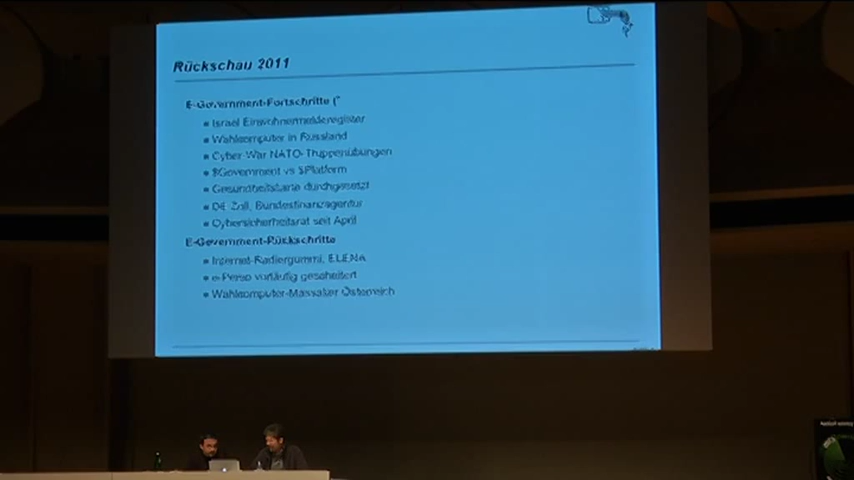 Rückschau 2011
E-Government-Fortschritte ("
Israel Einwohnermelderegister
Wahlcomputer in Russland
Cyber War NATO-Truppenübungen
$Government vs $Platform
Gesundheitskarte durchgesetzt
DE Zoll, Bundesfinanzagentur
Cybersicherheitsrat seit April
E-Government-Rückschritte
Internet-Radiergummi, ELENA
e-Perso vorläufig gescheitert
Wahlcomputer-Massaker Österreich